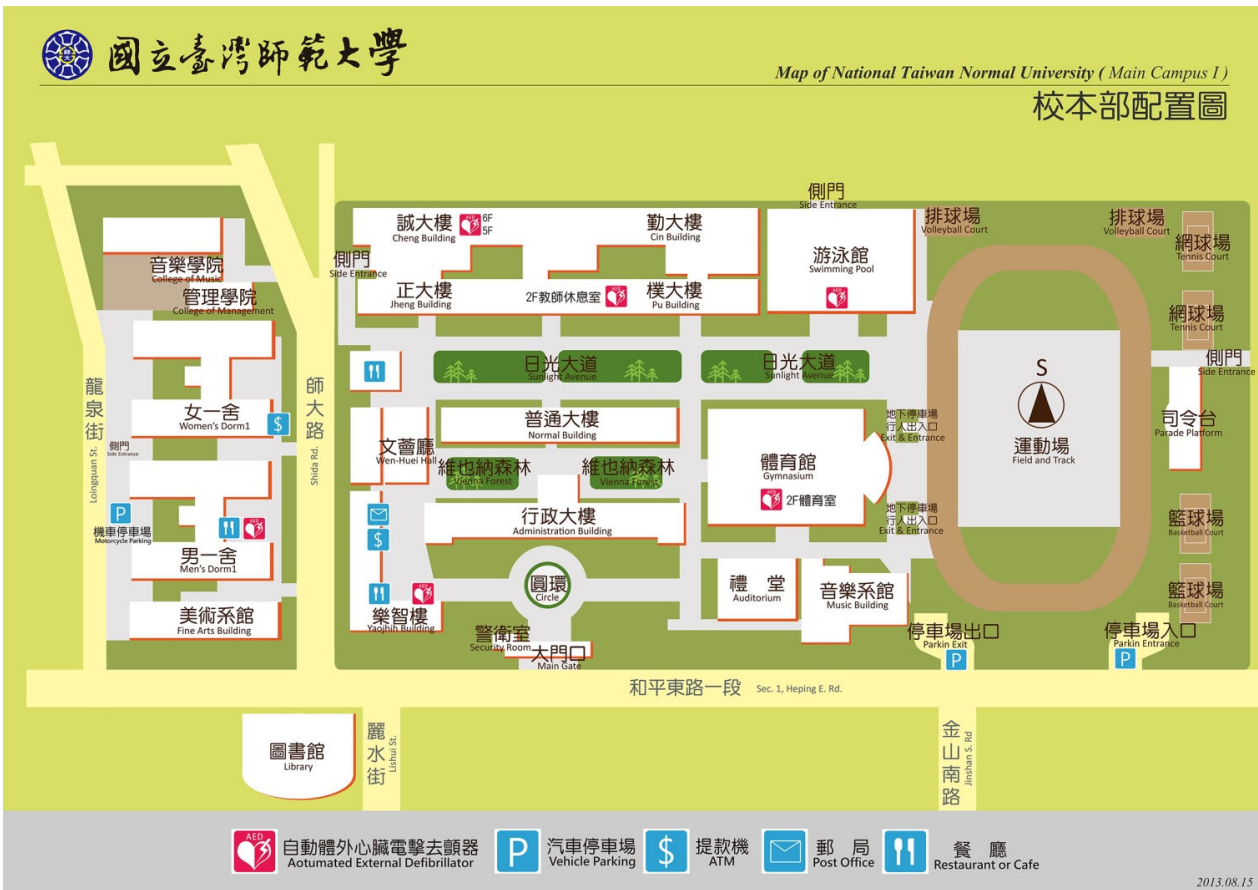 國立臺灣師範大學
Map of National Taiwan Normal University ( Main Campus I )
校本部配置圖
側門
Side Entrance
誠大樓
Cheng Building
AED
6F
5F
勤大樓
Cin Building
游泳館
Swimming Pool
AED
排球場
Volleyball Court
排球場
Volleyball Court
網球場
Tennis Court
音樂學院
College of Music
管理學院
College of Management
側門
Side Entrance
正大樓
Jheng Building
2F教師休息室
AED
樸大樓
Pu Building
網球場
Tennis Court
日光大道
Sunlight Avenue
日光大道
Sunlight Avenue
側門
Side Entrance
S
龍泉街
Loingquan St.
師大路
Shida Rd.
女一舍
Women's Dorm1
$
側門
Side Entrance
文薈廳
Wen-Huei Hall
普通大樓
Normal Building
維也納森林
Vienna Forest
維也納森林
Vienna Forest
體育館
Gymnasium
AED
2F體育室
地下停車場
行人出入口
Exit & Entrance
地下停車場
行人出入口
Exit & Entrance
運動場
Field and Track
司令台
Parade Platform
P
機車停車場
Motorcycle Parking
AED
男一舍
Men's Dorm1
$
行政大樓
Administration Building
籃球場
Basketball Court
美術系館
Fine Arts Building
AED
樂智樓
Yaojhih Building
圓環
Circle
禮 堂
Auditorium
音樂系館
Music Building
籃球場
Basketball Court
警衛室
Security Room
大門口
Main Gate
停車場出口
Parkin Exit
P
停車場入口
Parkin Entrance
P
和平東路一段 Sec. 1, Heping E. Rd.
圖書館
Library
麗水街
Lishui St.
金山南路
Jinshan S. Rd
AED
自動體外心臟電擊去顫器
Aotumated External Defibrillator
P
汽車停車場
Vehicle Parking
$
提款機
ATM
郵 局
Post Office
餐 廳
Restaurant or Cafe
2013.08.15